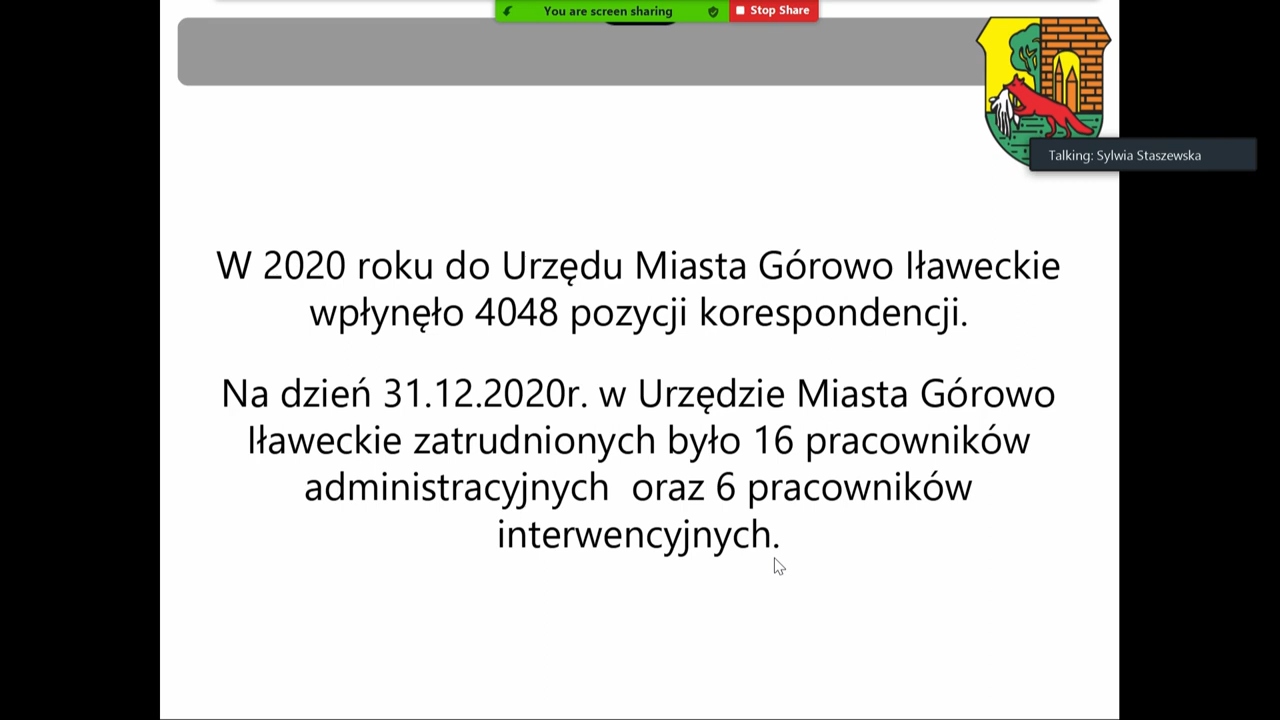 You are screen sharing
Stop Share
Talking: Sylwia Staszewska
W 2020 roku do Urzędu Miasta Górowo Iławeckie
wpłynęło 4048 pozycji korespondencji.
Na dzień 31.12.2020r. w Urzędzie Miasta Górowo
Iławeckie zatrudnionych było 16 pracowników
administracyjnych  oraz 6 pracowników
interwencyjnych.